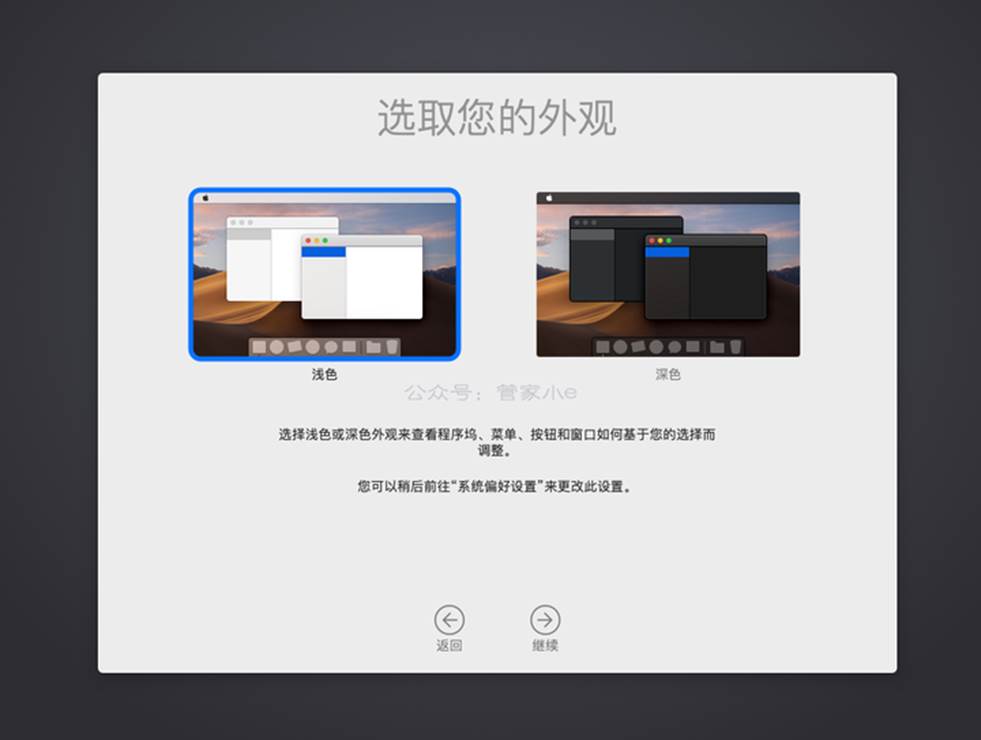 选取您的外观
浅色
深色
公众号：管家小e
选择浅色或深色外观来查看程序坞、菜单、按钮和窗口如何基于您的选择而
调整。
您可以稍后前往“系统偏好设置”来更改此设置。
返回
继续